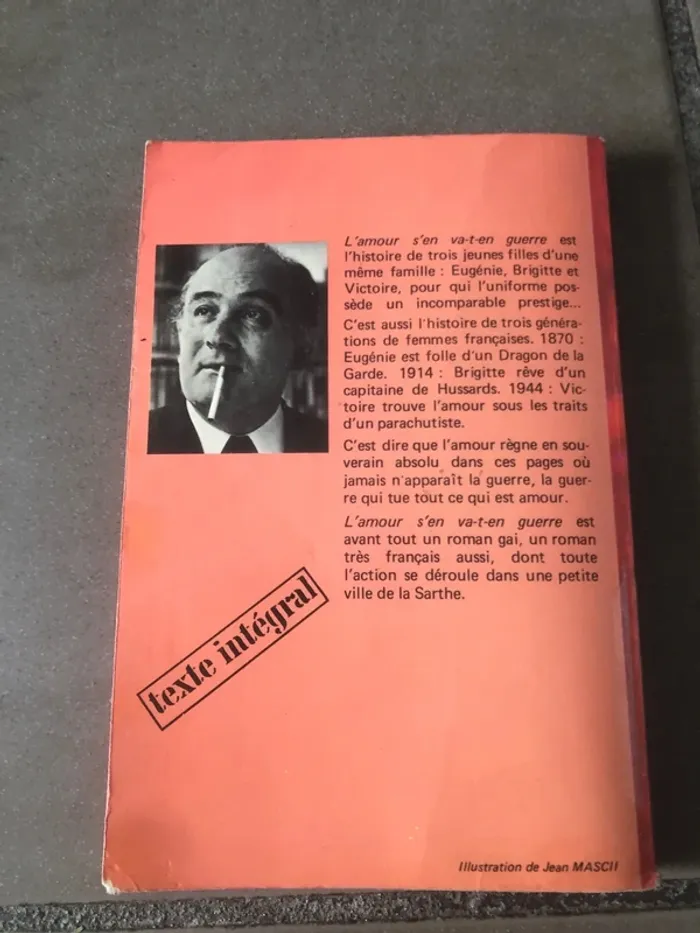 L'amour s'en va-t-en guerre est
l'histoire de trois jeunes filles d'une
même famille : Eugénie, Brigitte et
Victoire, pour qui l'uniforme pos-
sède un incomparable prestige...
C'est aussi l'histoire de trois généra-
tions de femmes françaises. 1870 :
Eugénie est folle d'un Dragon de la
Garde. 1914 : Brigitte rêve d'un
capitaine de Hussards. 1944 : Vic-
toire trouve l'amour sous les traits
d'un parachutiste.
C'est dire que l'amour règne en sou-
verain absolu dans ces pages où
jamais n'apparaît la guerre, la guer-
re qui tue tout ce qui est amour.
L'amour s'en va-t-en guerre est
avant tout un roman gai, un roman
très français aussi, dont toute
l'action se déroule dans une petite
ville de la Sarthe.
texte intégral
Illustration de Jean MASCII